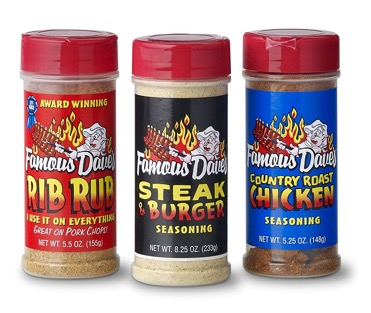 AWARD WINNING
Famous Dave's
RIB RUB
I USE IT ON EVERYTHING
GREAT ON PORK CHOPS!
NET WT. 5.5 OZ. (155g)
Famous Dave's
STEAK
& BURGER
SEASONING
NET WT. 8.25 OZ. (233g)
Famous Dave's
COUNTRY ROAST
CHICKEN
SEASONING
NET WT. 5.25 OZ. (148g)